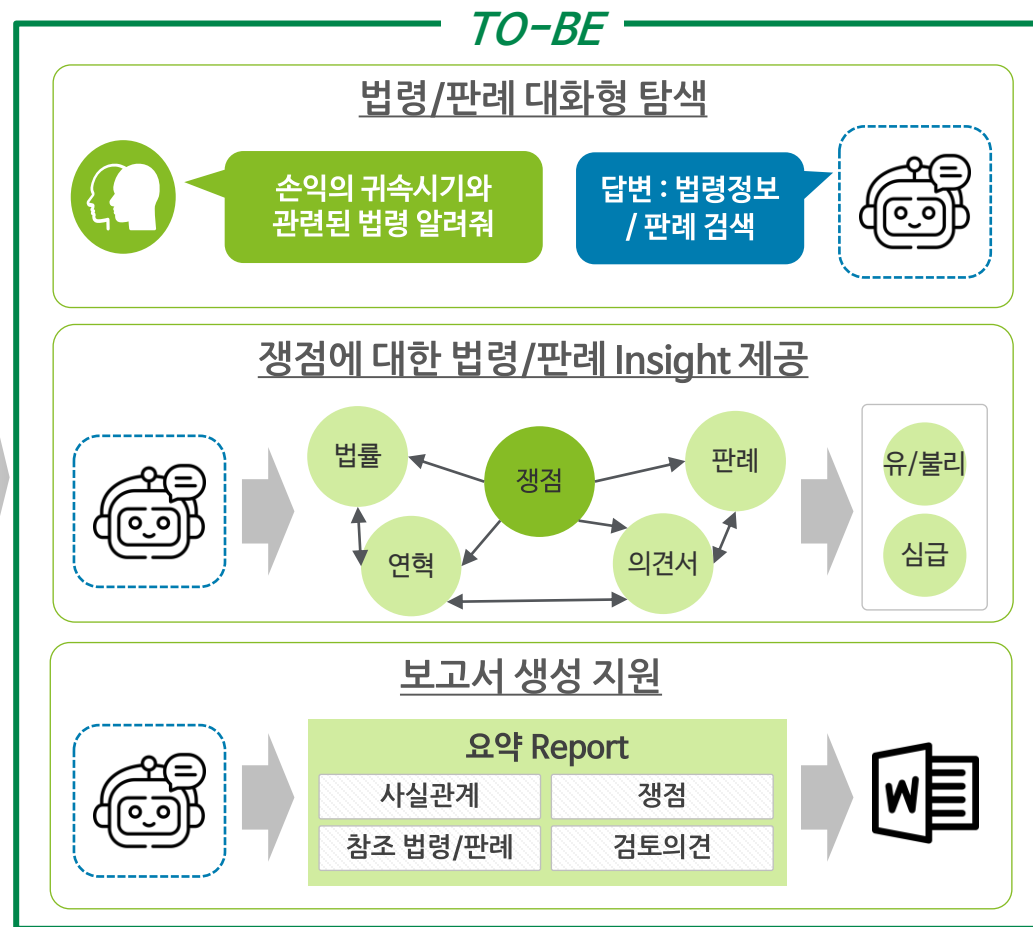 TO-BE
법령/판례 대화형 탐색
손익의 귀속시기와
관련된 법령 알려줘
답변 : 법령정보
/ 판례 검색
쟁점에 대한 법령/판례 Insight 제공
법률
쟁점
판례
연혁
의견서
유/불리
심급
보고서 생성 지원
요약 Report
사실관계
쟁점
참조 법령/판례
검토의견
W